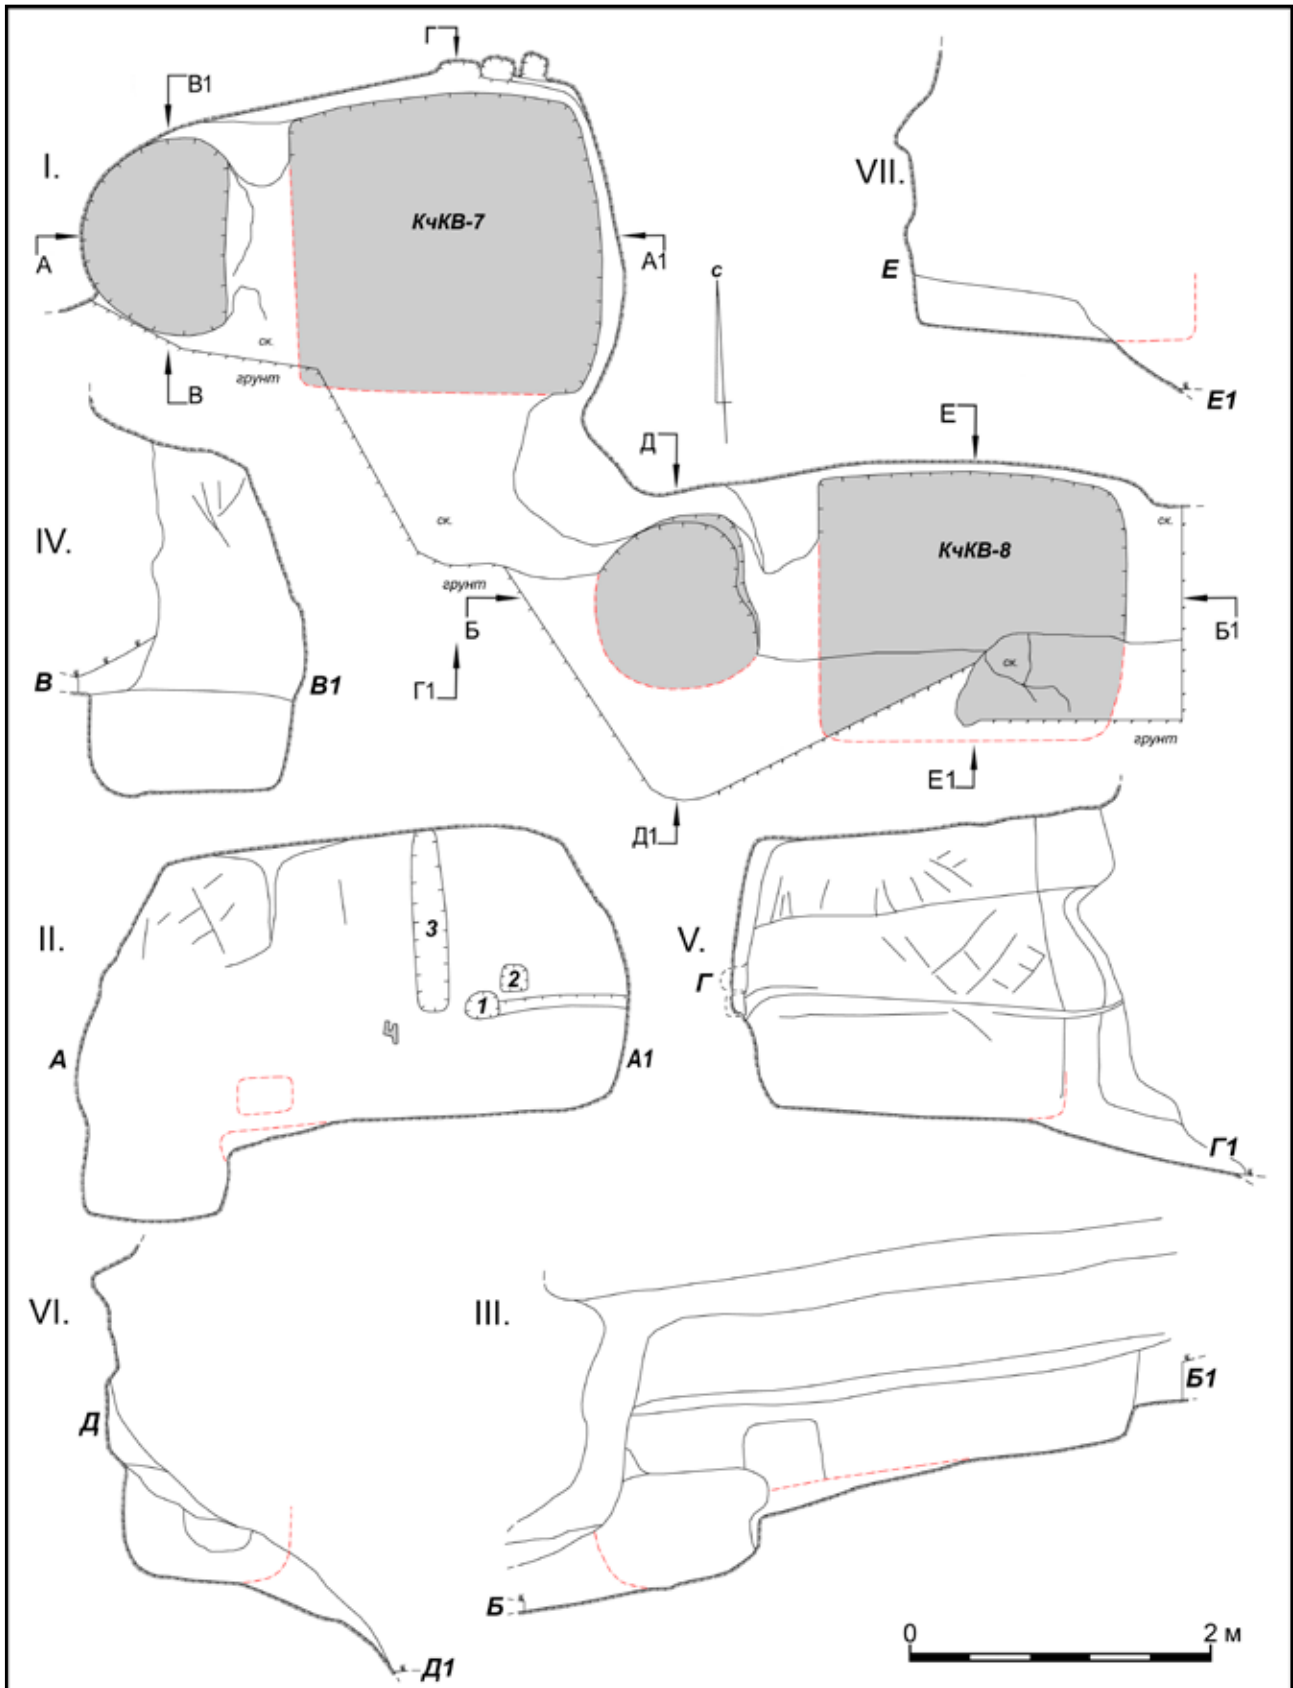 Г
В1
VII.
I.
КчКВ-7
А
А1
с
Е
ск.
грунт
В
Е1
Д
Е
IV.
ск.
ск.
КчКВ-8
грунт
Б
Б1
ск.
В
В1
Г1
грунт
Е1
Д1
3
II.
V.
2
Г
1
Ч
А
А1
Г1
VI.
III.
Б1
Д
Б
0
2 м
Д1